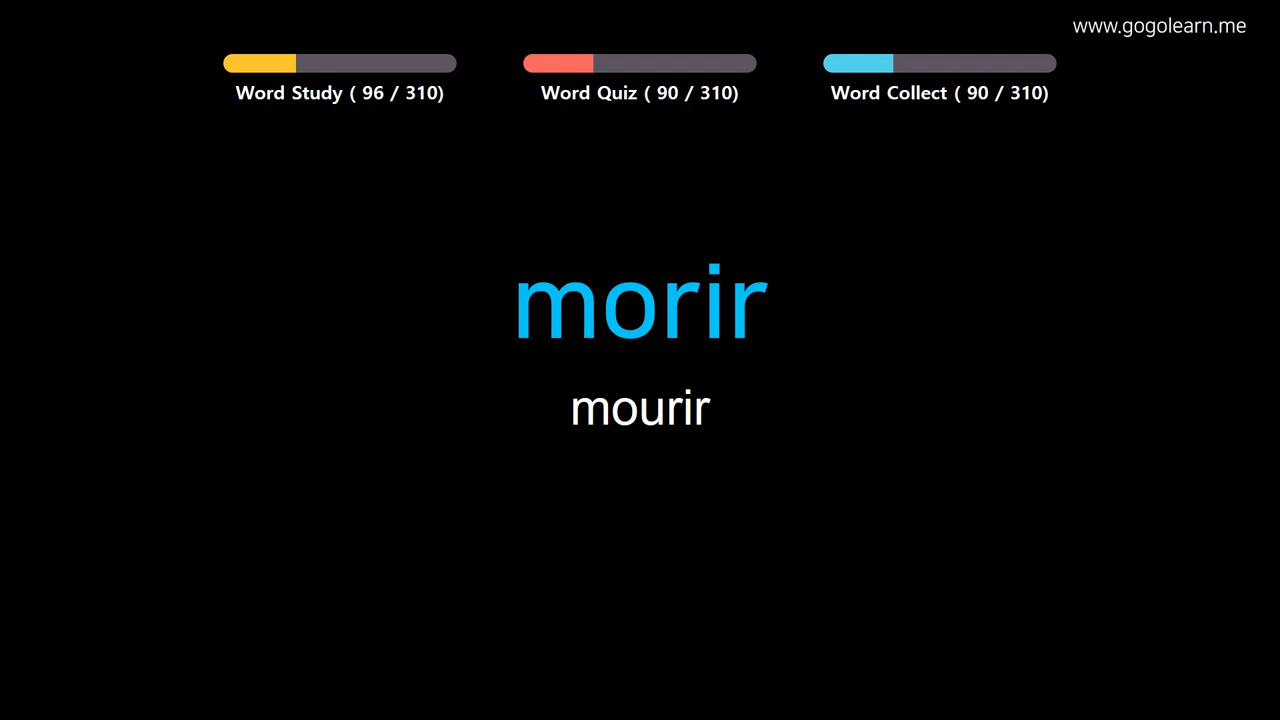 www.gogolearn.me
Word Study ( 96 / 310)
Word Quiz ( 90 / 310)
Word Collect ( 90 / 310)
morir
mourir